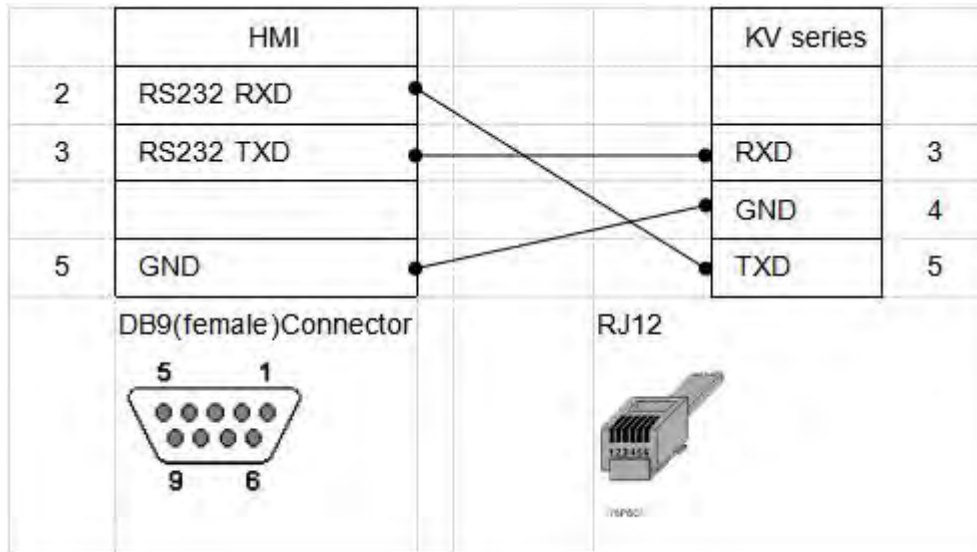 HMI KV series
2 RS232 RXD
3 RS232 TXD RXD 3
GND 4
5 GND TXD 5
DB9(female)Connector RJ12
5 1
9 6
123456